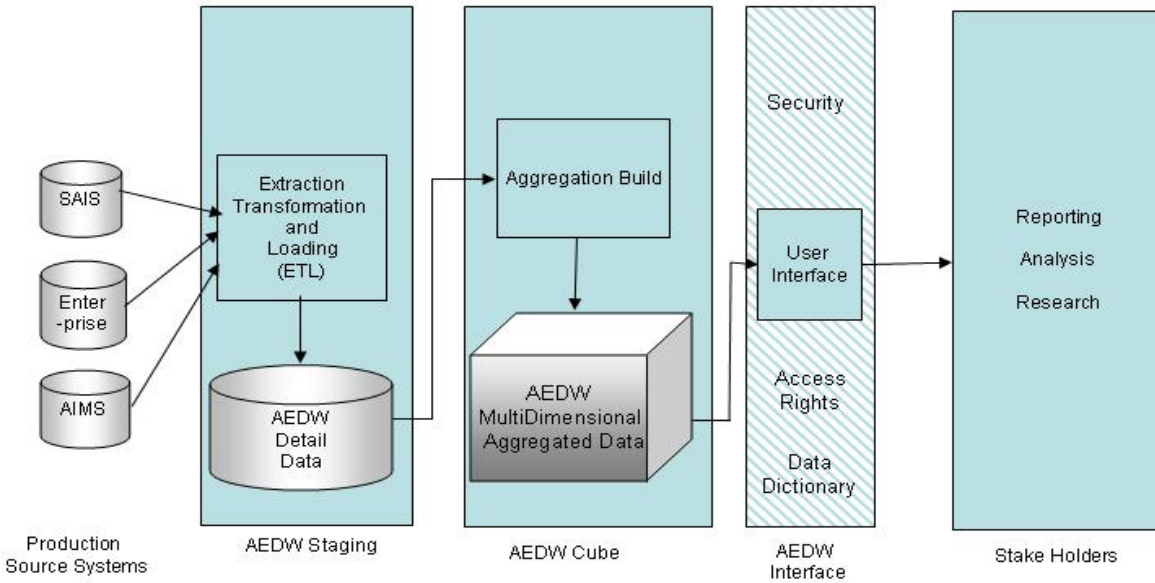 SAIS
Enter
-prise
AIMS
Production
Source Systems
Extraction
Transformation
and
Loading
(ETL)
AEDW
Detail
Data
AEDW Staging
Aggregation Build
AEDW
MultiDimensional
Aggregated Data
AEDW Cube
Security
User
Interface
Access
Rights
Data
Dictionary
AEDW
Interface
Reporting
Analysis
Research
Stake Holders